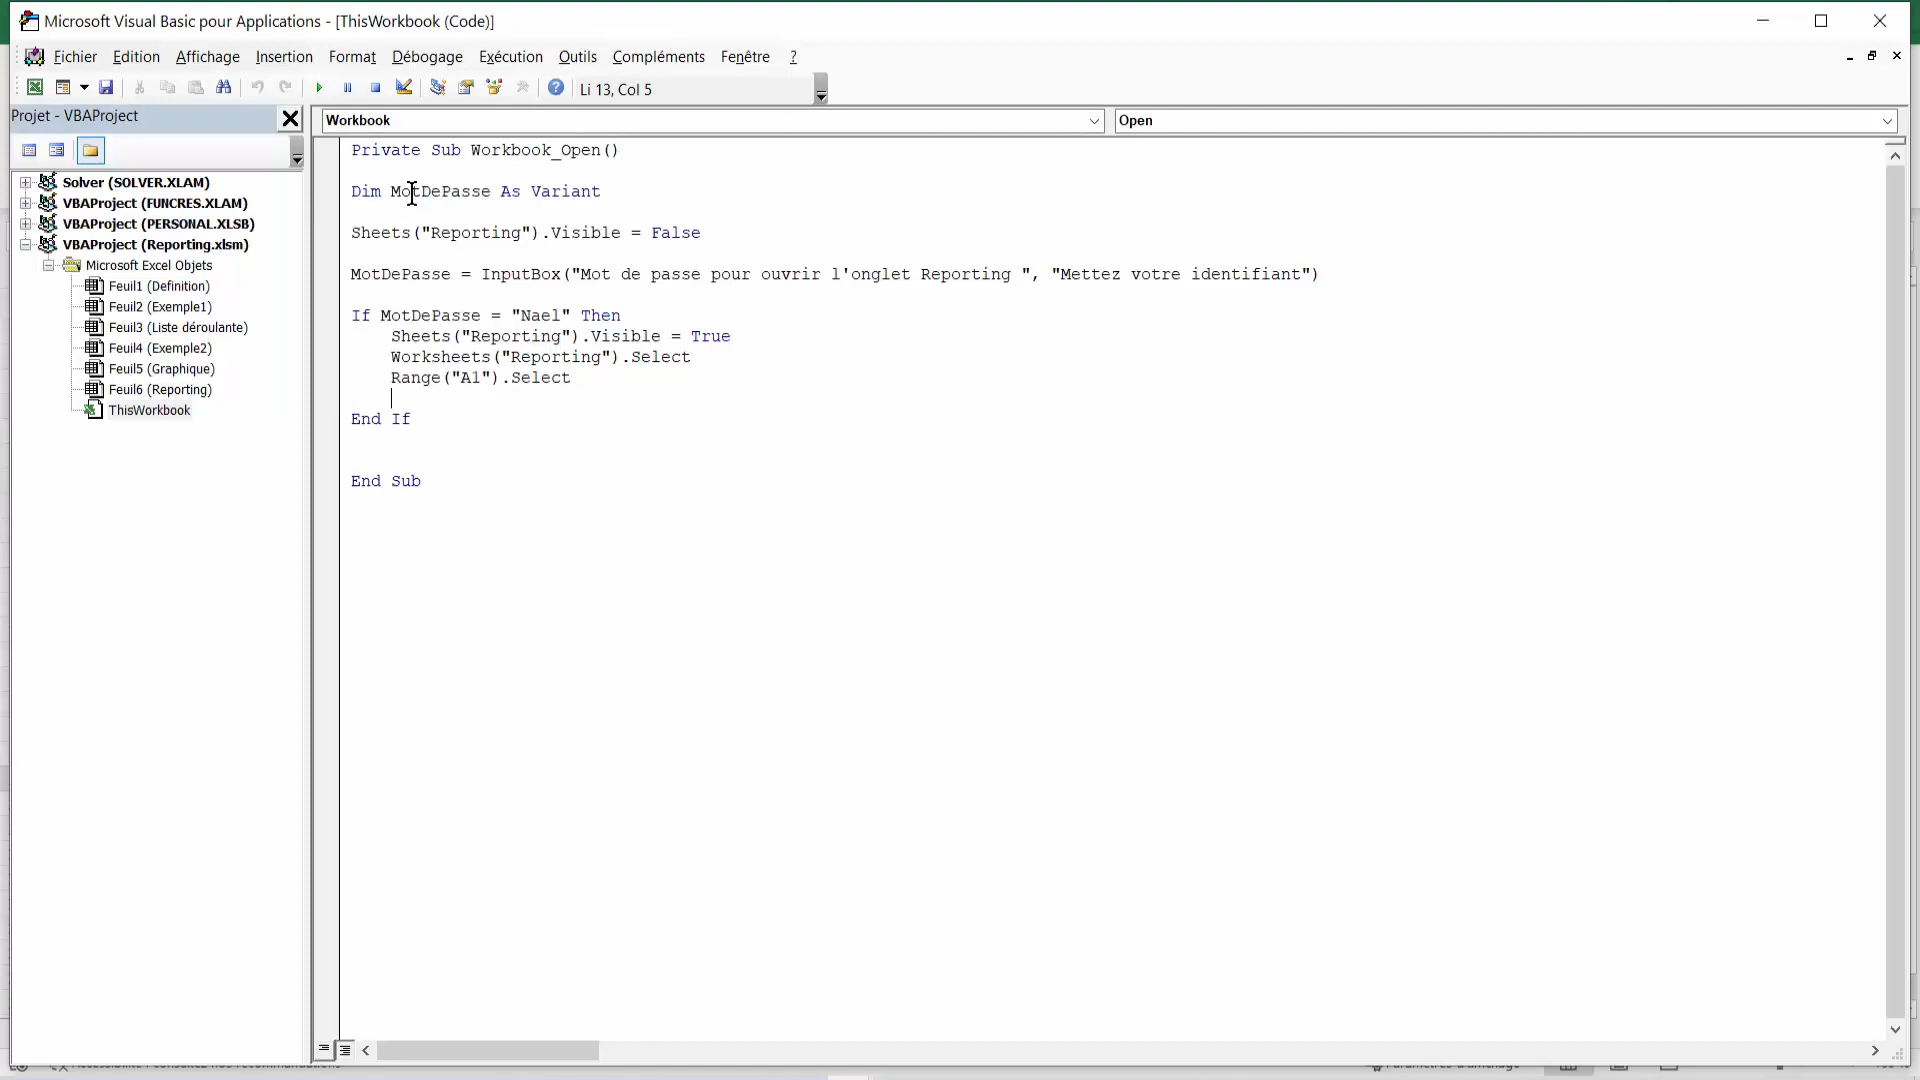 Microsoft Visual Basic pour Applications - [ThisWorkbook (Code)]
Fichier Edition Affichage Insertion Format Débogage Exécution Outils Compléments Fenêtre ?
Li 13, Col 5
Projet - VBAProject
Workbook
Open
Solver (SOLVER.XLAM)
VBAProject (FUNCRES.XLAM)
VBAProject (PERSONAL.XLSB)
VBAProject (Reporting.xlsm)
Microsoft Excel Objets
Feuil1 (Definition)
Feuil2 (Exemple1)
Feuil3 (Liste déroulante)
Feuil4 (Exemple2)
Feuil5 (Graphique)
Feuil6 (Reporting)
ThisWorkbook
Private Sub Workbook_Open()
Dim MotDePasse As Variant
Sheets("Reporting").Visible = False
MotDePasse = InputBox("Mot de passe pour ouvrir l'onglet Reporting ", "Mettez votre identifiant")
If MotDePasse = "Nael" Then
Sheets("Reporting").Visible = True
Worksheets("Reporting").Select
Range("A1").Select
End If
End Sub